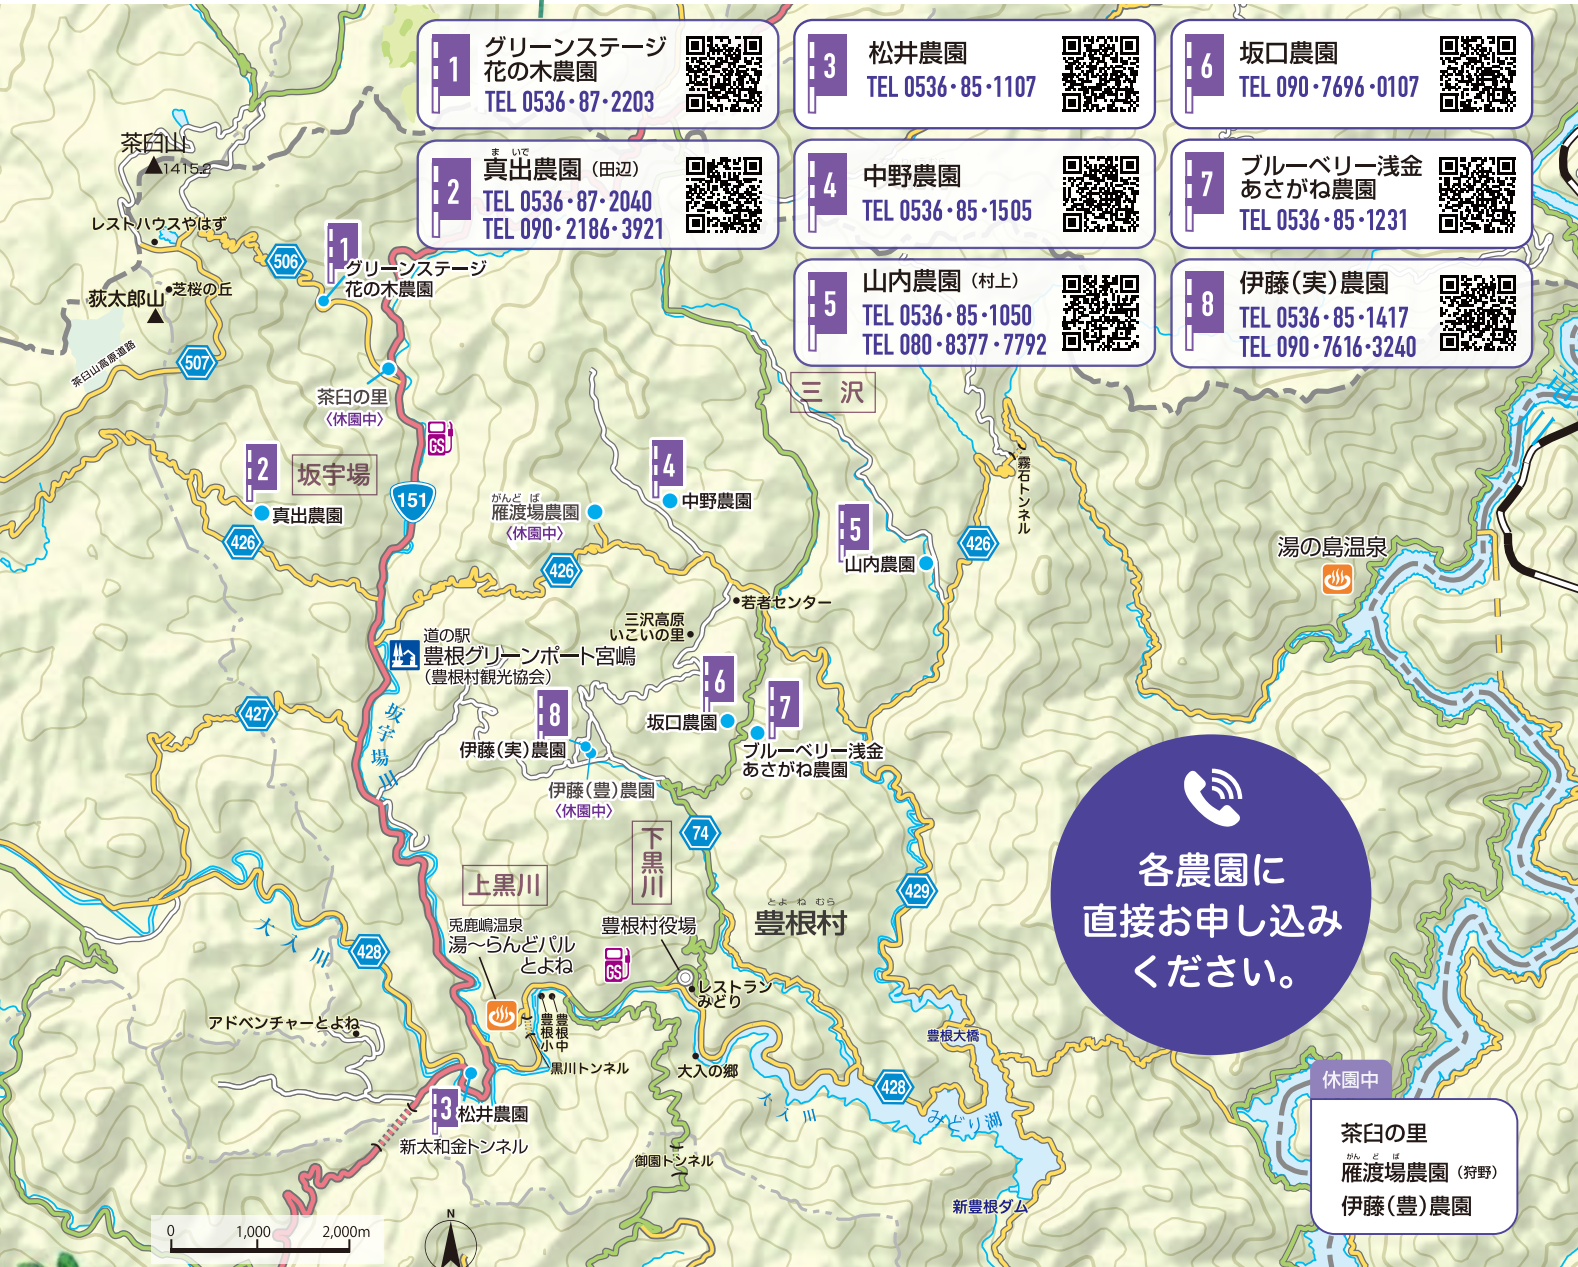 1
グリーンステージ
花の木農園
TEL 0536・87・2203
2
ま いで
真出農園（田辺）
TEL 0536・87・2040
TEL 090・2186・3921
3
松井農園
TEL 0536・85・1107
4
中野農園
TEL 0536・85・1505
5
山内農園（村上）
TEL 0536・85・1050
TEL 080・8377・7792
6
坂口農園
TEL 090・7696・0107
7
ブルーベリー浅金
あさがね農園
TEL 0536・85・1231
8
伊藤（実）農園
TEL 0536・85・1417
TEL 090・7616・3240
茶臼山
1415.2
レストハウスやはず
506
1
グリーンステージ
花の木農園
芝桜の丘
萩太郎山
茶臼山高原道路
507
茶臼の里
〈休園中〉
GS
三 沢
2
坂宇場
真出農園
151
426
がんど ば
雁渡場農園
〈休園中〉
4
中野農園
426
5
山内農園
426
霧石トンネル
湯の島温泉
若者センター
三沢高原
いこいの里
道の駅
豊根グリーンポート宮嶋
（豊根村観光協会）
427
坂宇場川
6
坂口農園
7
ブルーベリー浅金
あさがね農園
8
伊藤（実）農園
伊藤（豊）農園
〈休園中〉
74
下黒川
上黒川
429
とよ ね むら
豊根村
各農園に
直接お申し込み
ください。
大入川
428
兎鹿嶋温泉
湯〜らんどパル
とよね
豊根村役場
GS
レストラン
みどり
アドベンチャーとよね
豊根小
豊根中
黒川トンネル
大入の郷
豊根大橋
428
大入川
みどり湖
3
松井農園
新太和金トンネル
御園トンネル
新豊根ダム
休園中
茶臼の里
がん ど ば
雁渡場農園（狩野）
伊藤（豊）農園
0 1,000 2,000m
N